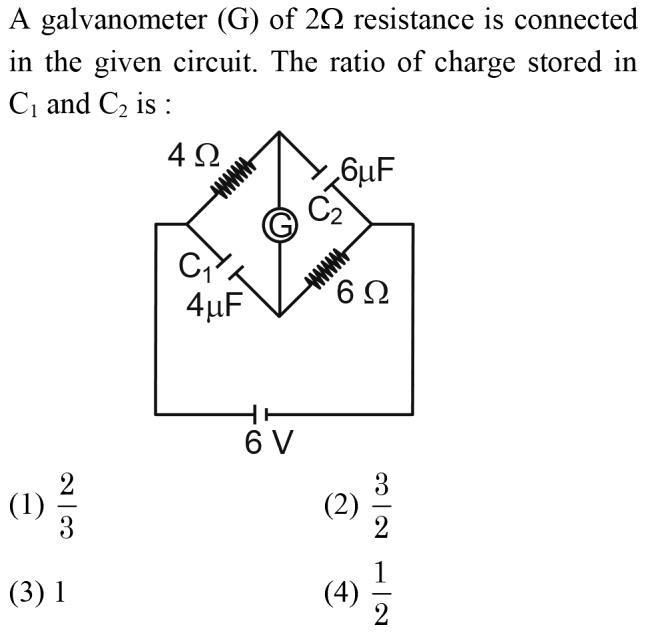 A galvanometer (G) of 2Ω resistance is connected
in the given circuit. The ratio of charge stored in
C₁ and C₂ is :
4 Ω
6μF
C₂
G
C₁
4μF
6 Ω
6 V
(1) 2/3
(2) 3/2
(3) 1
(4) 1/2